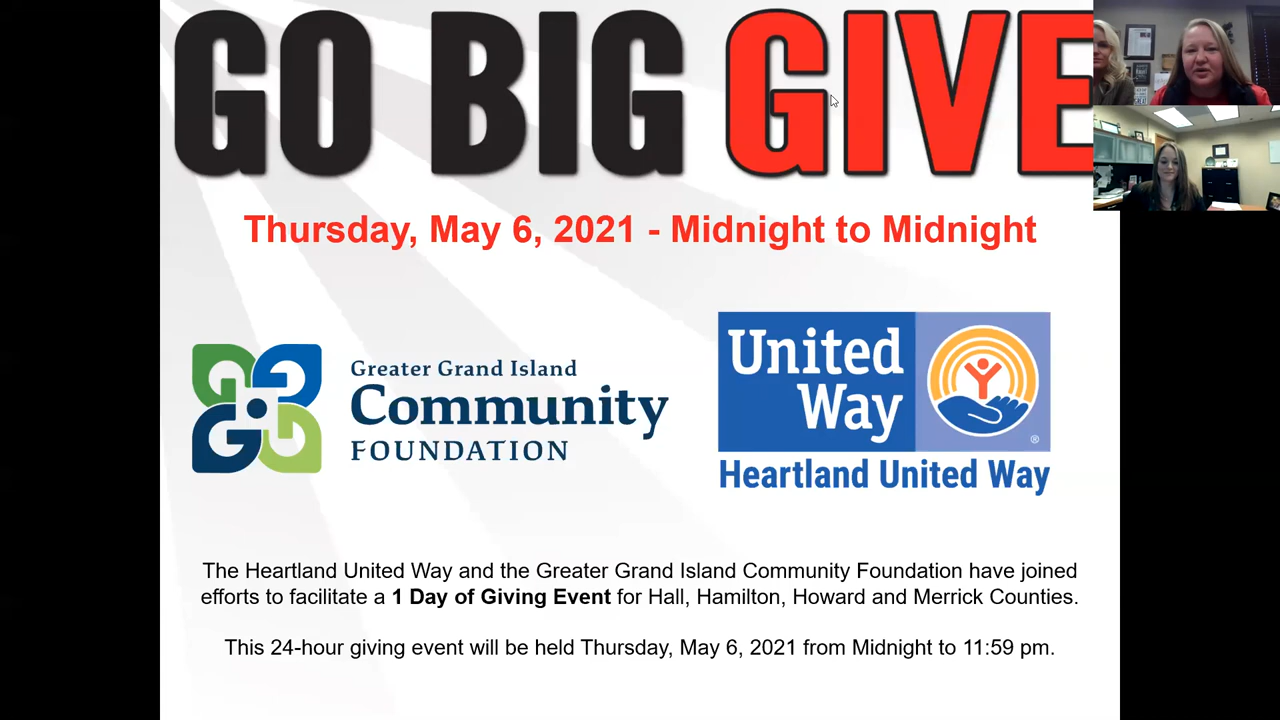 GO BIG GIVE
Thursday, May 6, 2021 - Midnight to Midnight
Greater Grand Island
Community
FOUNDATION
United
Way
®
Heartland United Way
The Heartland United Way and the Greater Grand Island Community Foundation have joined
efforts to facilitate a 1 Day of Giving Event for Hall, Hamilton, Howard and Merrick Counties.
This 24-hour giving event will be held Thursday, May 6, 2021 from Midnight to 11:59 pm.